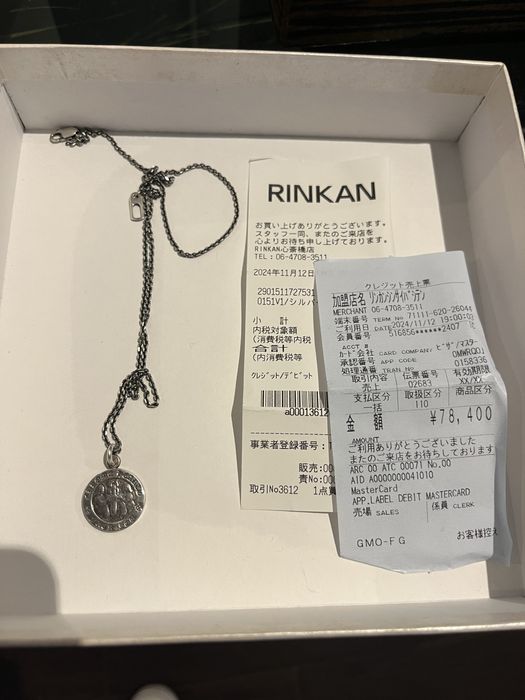 RINKAN
お買い上げありがとうございます。
スタッフ一同、またのご来店を
心よりお待ち申し上げております。
RINKAN心斎橋店
TEL：06-4708-3511
2024年11月12日
2901511727531
0151V1/シルバー
小　計
内税対象額
(消費税等内税
合計
(内消費税等
クレジット/デビット
a00013612
事業者登録番号：T
販売:00
責No:000
取引No3612　1点買
クレジット売上票
加盟店名 リンカンシンサイバシテン
MERCHANT 06-4708-3511
端末番号 TERM No 71111-620-2604
ご利用日 DATE 2024/11/12 19:00:02
会員番号 516856******2407 IC
ACCT #
カード会社 CARD COMPANY ビザ/マスター
承認番号 APP CODE 0MWRQ01
処理通番 TRAN No 0158336
取引内容 伝票番号 有効期限
売上 02683 XX/XX
支払区分 取扱区分 商品区分
一括 110
金　額 ¥78,400
AMOUNT
ご利用ありがとうございました
またのご来店をお待ちしております
ARC 00 ATC 00071 No.00
AID A0000000041010
MasterCard
APP.LABEL DEBIT MASTERCARD
売場 SALES 係員 CLERK
GMO-FG お客様控え